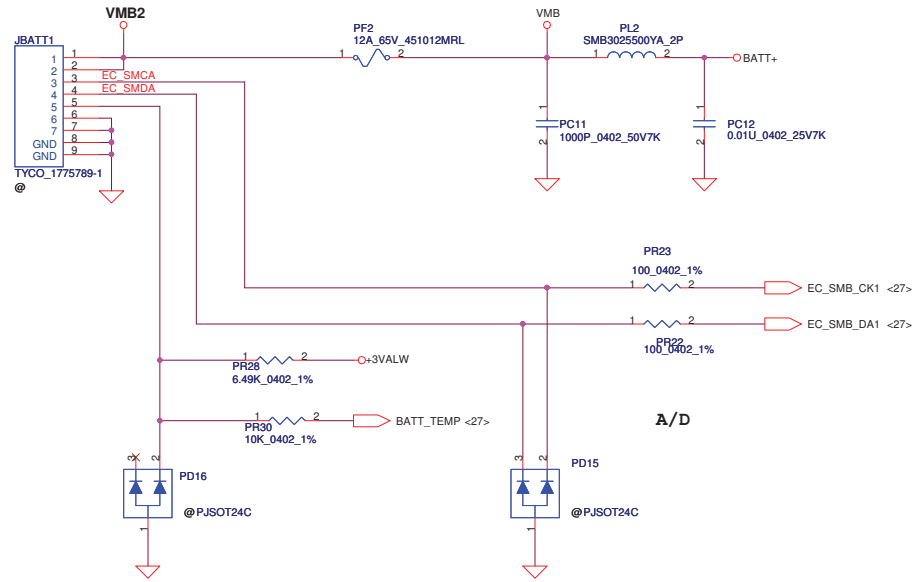 VMB2
VMB
PF2
12A_65V_451012MRL
PL2
SMB3025500YA_2P
JBATT1
1
2
1
2
BATT+
1
1
2
2
EC_SMCA
3
3
EC_SMDA
4
4
5
5
6
6
7
7
GND
8
GND
9
TYCO_1775789-1
@
1
2
PC11
1000P_0402_50V7K
1
2
PC12
0.01U_0402_25V7K
PR23
100_0402_1%
1
2
EC_SMB_CK1 <27>
1
2
EC_SMB_DA1 <27>
PR22
100_0402_1%
1
2
+3VALW
PR28
6.49K_0402_1%
1
2
BATT_TEMP <27>
PR30
10K_0402_1%
A/D
3
2
PD16
@PJSOT24C
1
3
2
PD15
@PJSOT24C
1